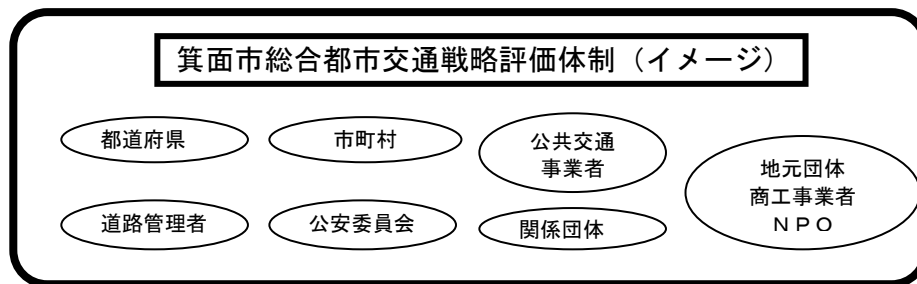 箕面市総合都市交通戦略評価体制（イメージ）
都道府県
市町村
公共交通
事業者
地元団体
商工事業者
ＮＰＯ
道路管理者
公安委員会
関係団体